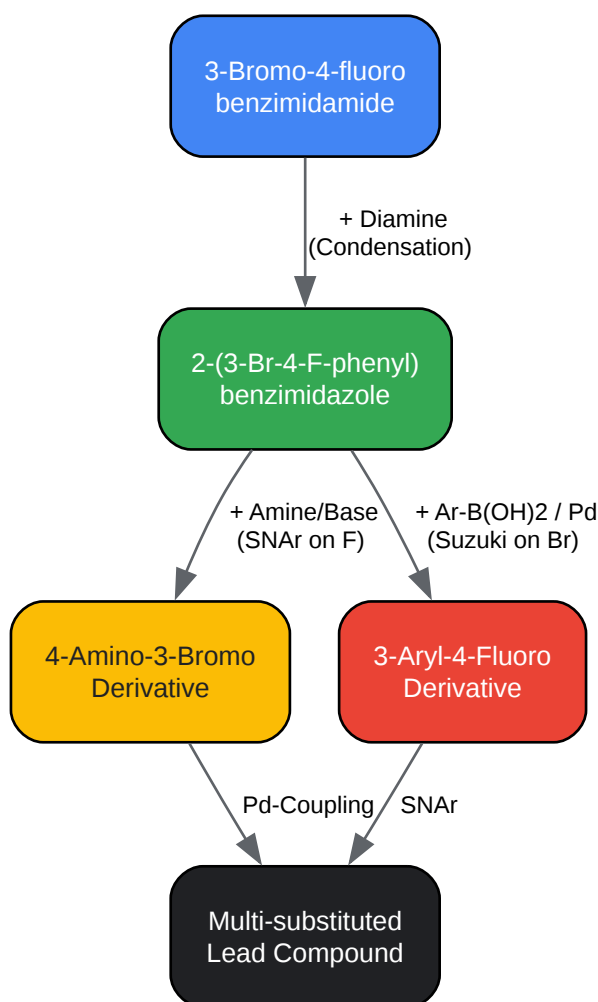 3-Bromo-4-fluoro
benzimidamide
+ Diamine
(Condensation)
2-(3-Br-4-F-phenyl)
benzimidazole
+ Amine/Base
(SNAr on F)
+ Ar-B(OH)2 / Pd
(Suzuki on Br)
4-Amino-3-Bromo
Derivative
3-Aryl-4-Fluoro
Derivative
Pd-Coupling
SNAr
Multi-substituted
Lead Compound